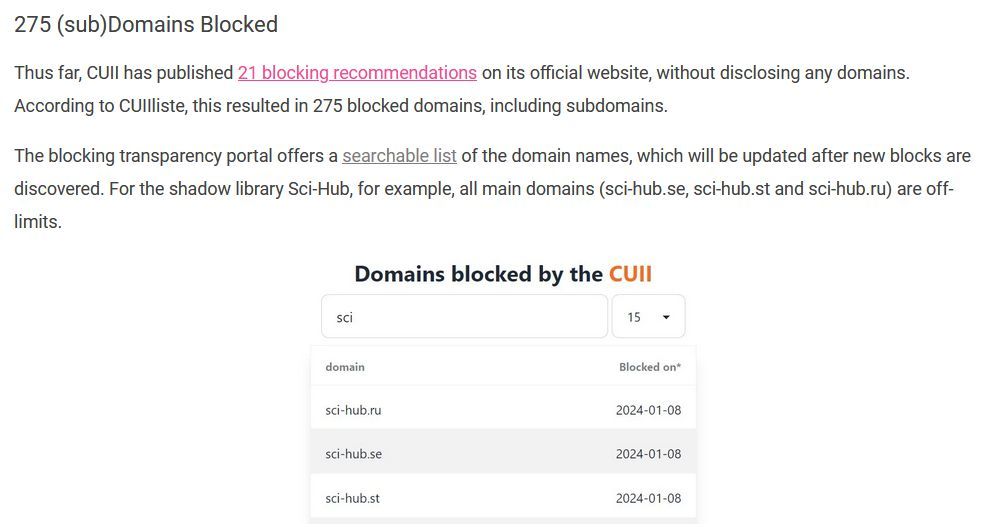 275 (sub)Domains Blocked
Thus far, CUII has published 21 blocking recommendations on its official website, without disclosing any domains.
According to CUIIliste, this resulted in 275 blocked domains, including subdomains.
The blocking transparency portal offers a searchable list of the domain names, which will be updated after new blocks are
discovered. For the shadow library Sci-Hub, for example, all main domains (sci-hub.se, sci-hub.st and sci-hub.ru) are off-
limits.
Domains blocked by the CUII
sci 15
domain Blocked on*
sci-hub.ru 2024-01-08
sci-hub.se 2024-01-08
sci-hub.st 2024-01-08